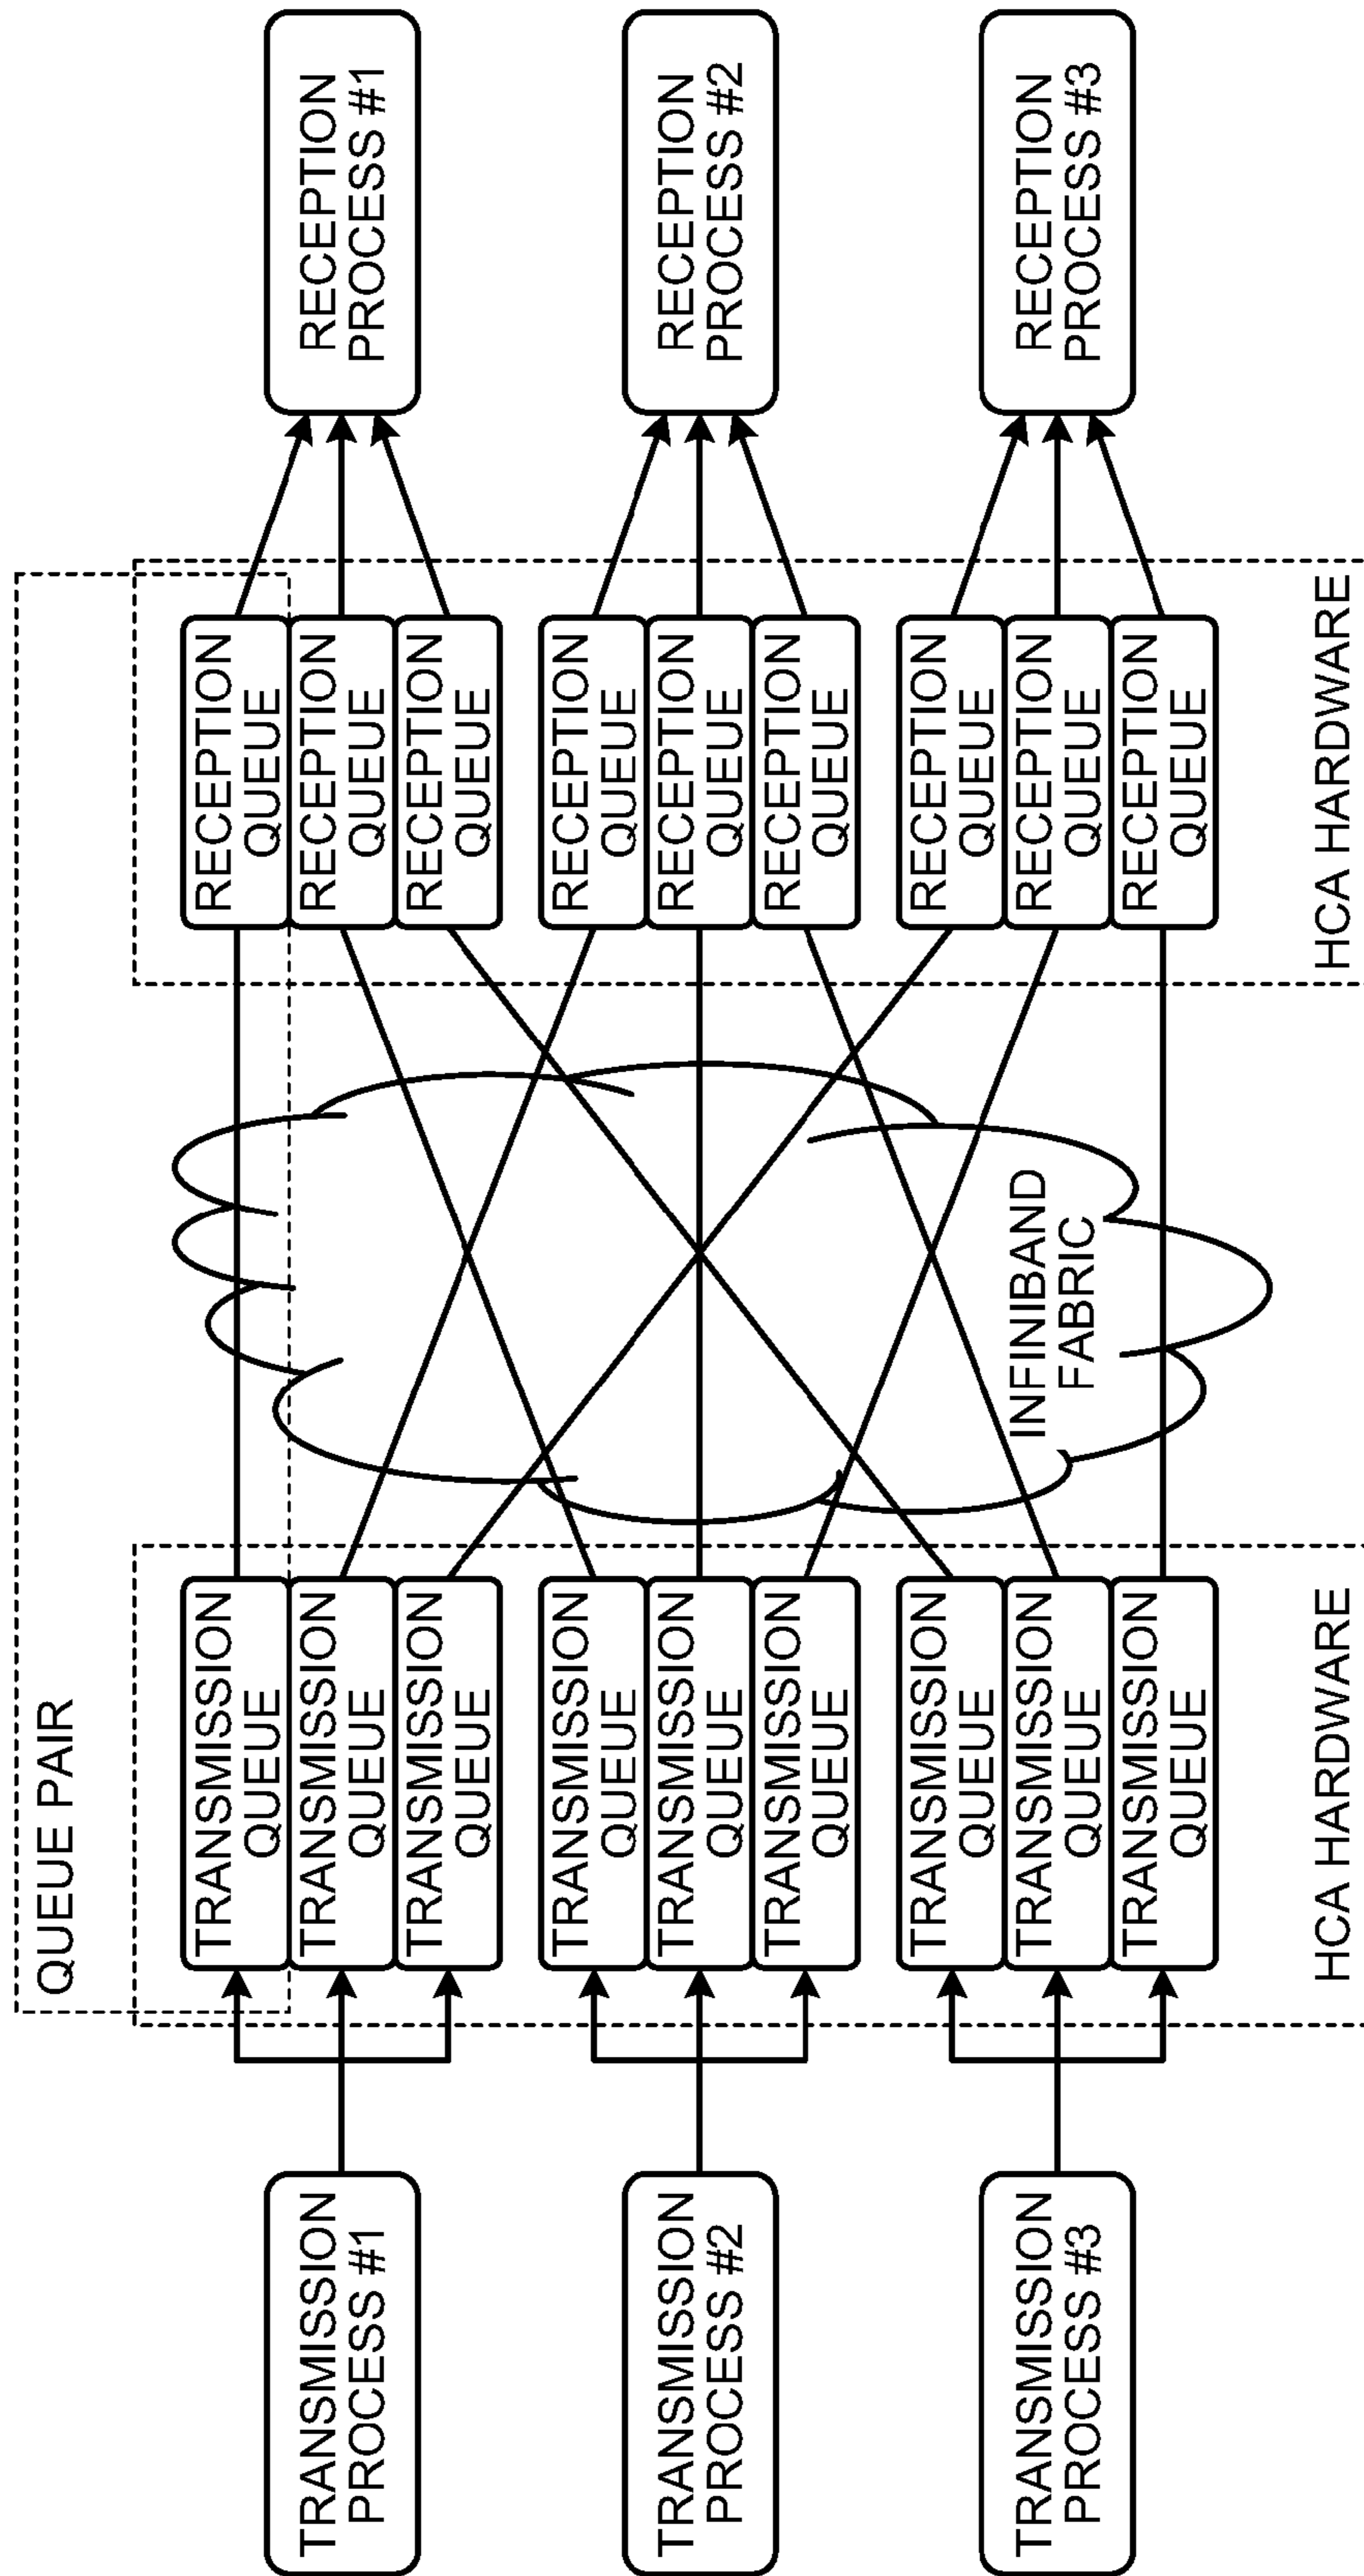 QUEUE PAIR
TRANSMISSION
PROCESS #1
TRANSMISSION
QUEUE
TRANSMISSION
QUEUE
TRANSMISSION
QUEUE
RECEPTION
QUEUE
RECEPTION
QUEUE
RECEPTION
QUEUE
RECEPTION
PROCESS #1
TRANSMISSION
PROCESS #2
TRANSMISSION
QUEUE
TRANSMISSION
QUEUE
TRANSMISSION
QUEUE
RECEPTION
QUEUE
RECEPTION
QUEUE
RECEPTION
QUEUE
RECEPTION
PROCESS #2
TRANSMISSION
PROCESS #3
TRANSMISSION
QUEUE
TRANSMISSION
QUEUE
TRANSMISSION
QUEUE
INFINIBAND
FABRIC
RECEPTION
QUEUE
RECEPTION
QUEUE
RECEPTION
QUEUE
RECEPTION
PROCESS #3
HCA HARDWARE
HCA HARDWARE